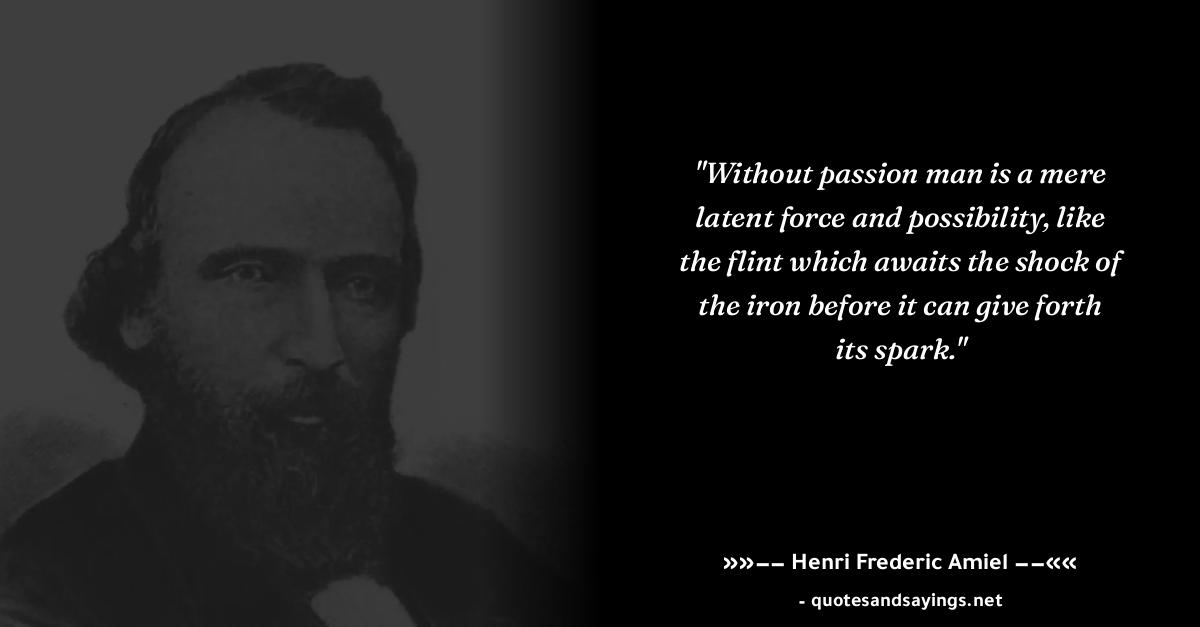 "Without passion man is a mere
latent force and possibility, like
the flint which awaits the shock of
the iron before it can give forth
its spark."
»»–– Henri Frederic Amiel ––««
- quotesandsayings.net